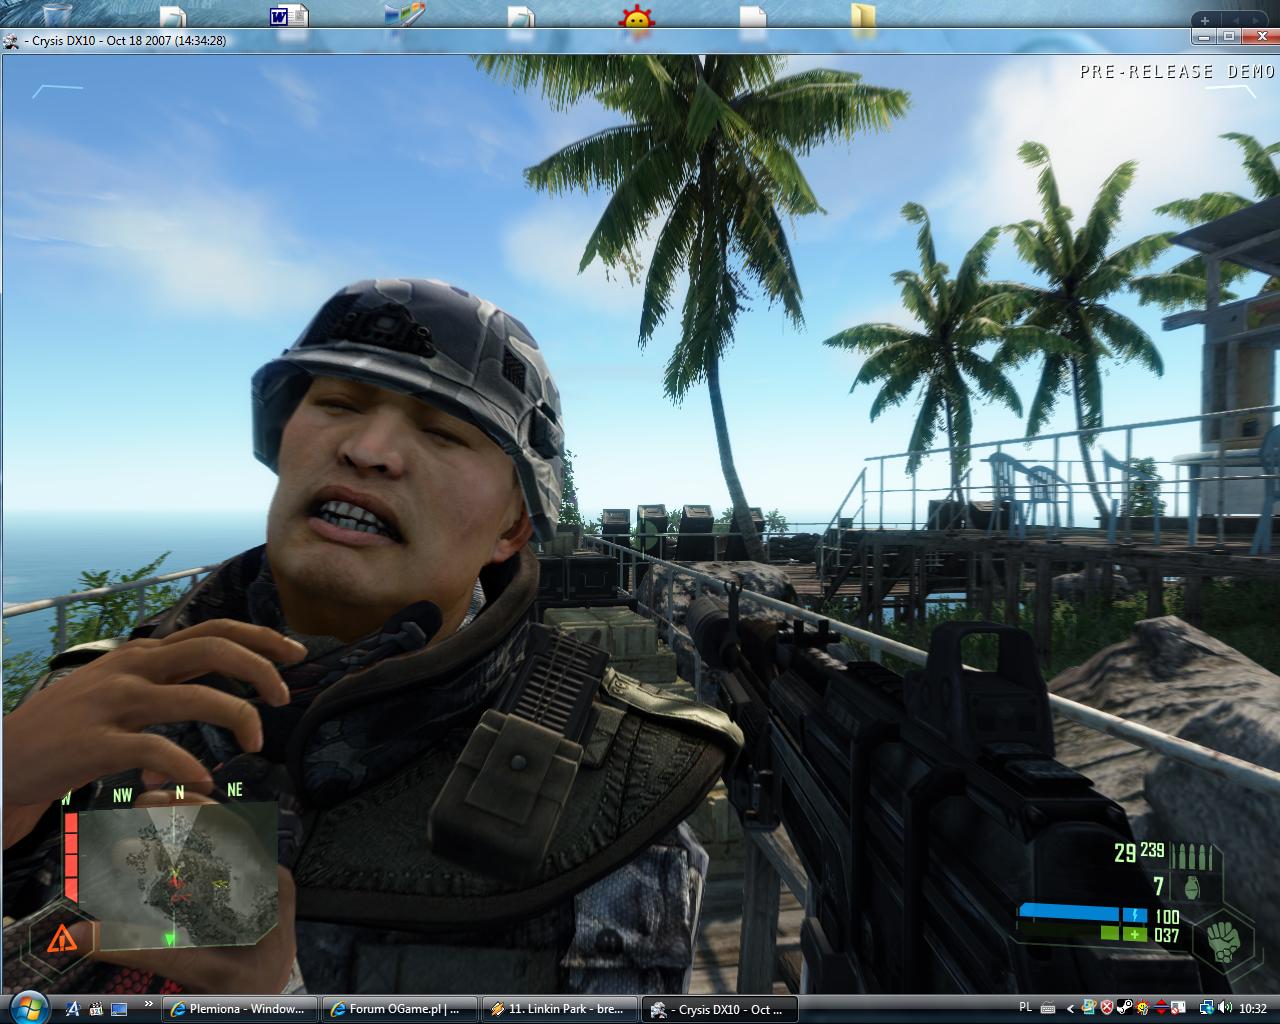 - Crysis DX10 - Oct 18 2007 (14:34:28)
PRE-RELEASE DEMO
W NW N NE
29 239
7
100
037
Plemiona - Window...
Forum OGame.pl | ...
11. Linkin Park - bre...
- Crysis DX10 - Oct ...
PL
10:32